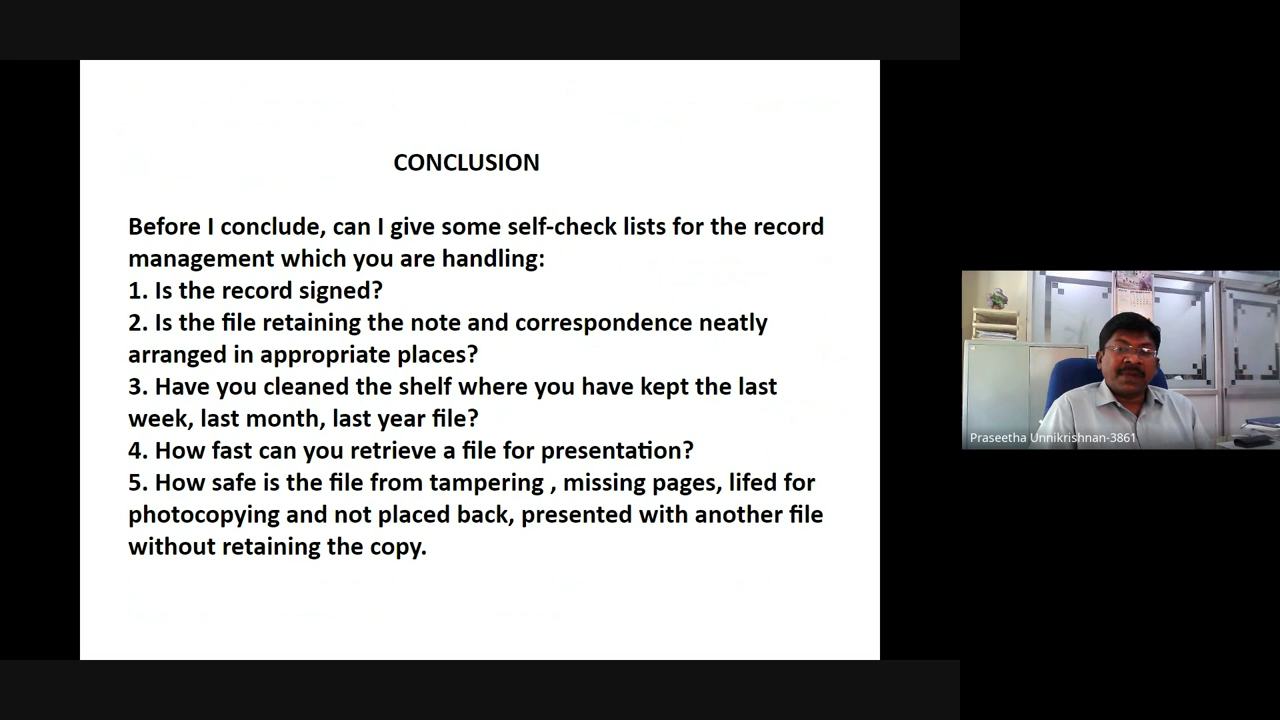 CONCLUSION
Before I conclude, can I give some self-check lists for the record
management which you are handling:
1. Is the record signed?
2. Is the file retaining the note and correspondence neatly
arranged in appropriate places?
3. Have you cleaned the shelf where you have kept the last
week, last month, last year file?
4. How fast can you retrieve a file for presentation?
5. How safe is the file from tampering , missing pages, lifed for
photocopying and not placed back, presented with another file
without retaining the copy.
Praseetha Unnikrishnan-3861